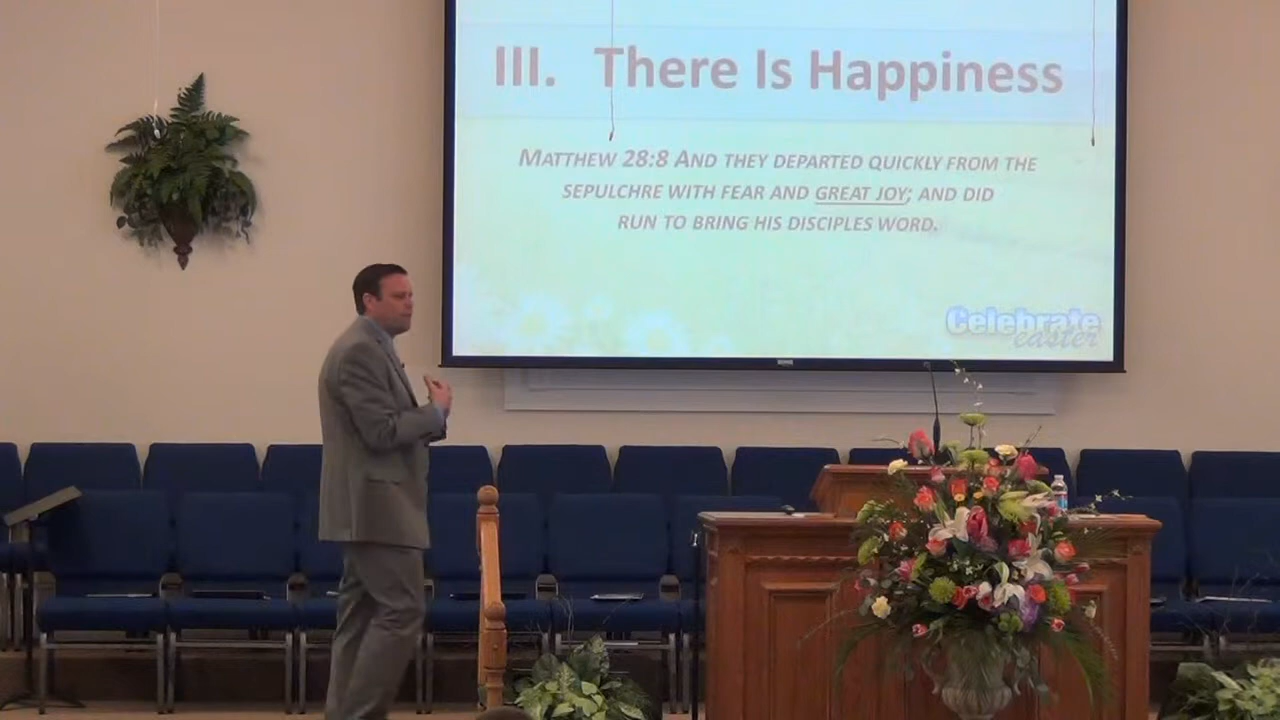 III. There Is Happiness
MATTHEW 28:8 AND THEY DEPARTED QUICKLY FROM THE
SEPULCHRE WITH FEAR AND GREAT JOY; AND DID
RUN TO BRING HIS DISCIPLES WORD.
Celebrate
easter